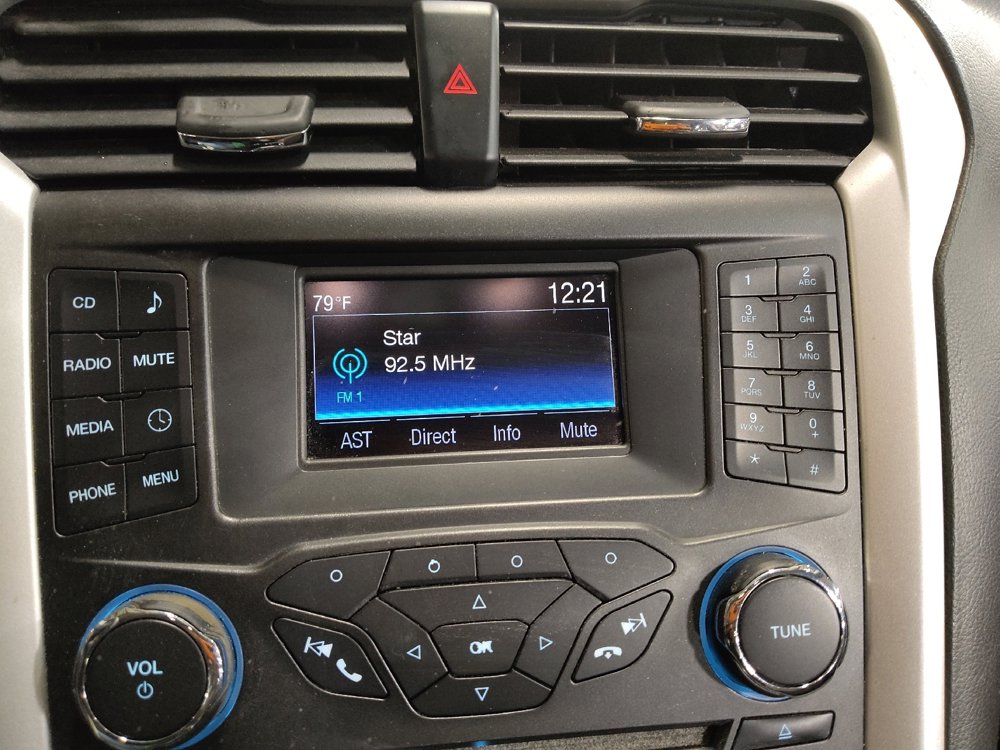 79°F 12:21
Star
92.5 MHz
FM 1
AST Direct Info Mute
CD
RADIO MUTE
MEDIA
PHONE MENU
1 2 ABC
3 DEF 4 GHI
5 JKL 6 MNO
7 PQRS 8 TUV
9 WXYZ 0 +
* #
VOL
OK
TUNE